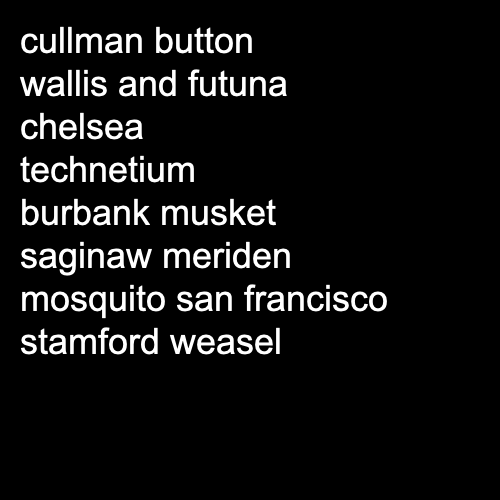 cullman button
wallis and futuna
chelsea
technetium
burbank musket
saginaw meriden
mosquito san francisco
stamford weasel